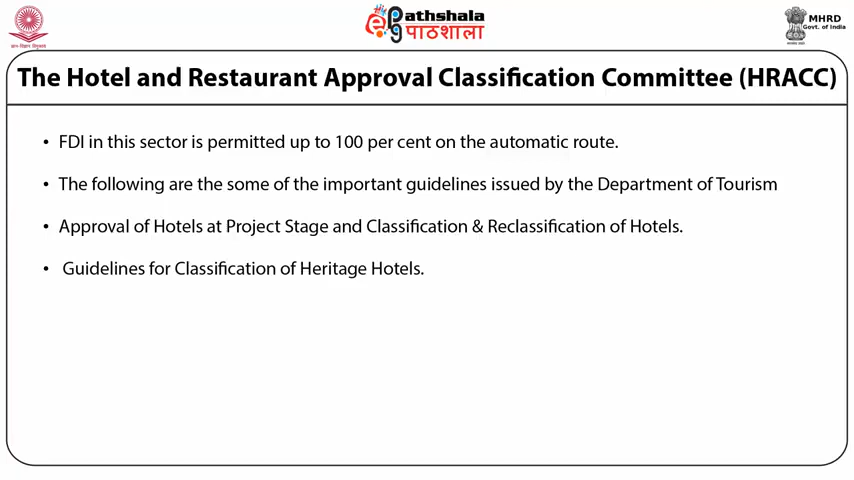 ePathshala
पाठशाला
MHRD
Govt. of India
The Hotel and Restaurant Approval Classification Committee (HRACC)
• FDI in this sector is permitted up to 100 per cent on the automatic route.
• The following are the some of the important guidelines issued by the Department of Tourism
• Approval of Hotels at Project Stage and Classification & Reclassification of Hotels.
• Guidelines for Classification of Heritage Hotels.